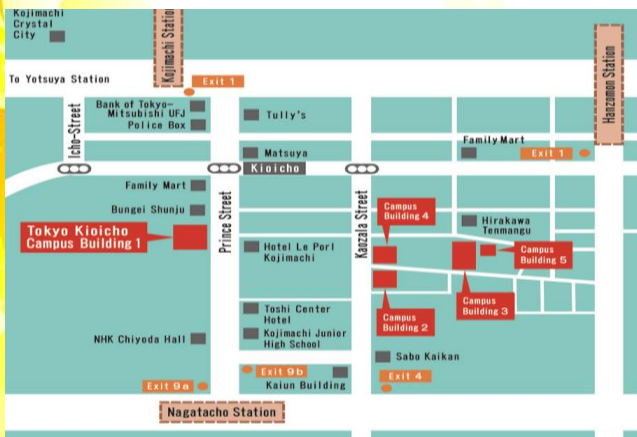 Kojimachi
Crystal
City
Kojimachi Station
Hanzomon Station
To Yotsuya Station
Exit 1
Icho-Street
Bank of Tokyo-
Mitsubishi UFJ
Police Box
Tully's
Matsuya
Family Mart
Exit 1
Kioicho
Family Mart
Bungei Shunju
Tokyo Kioicho
Campus Building 1
Prince Street
Hotel Le Porl
Kojimachi
Kaozala Street
Campus
Building 4
Hirakawa
Tenmangu
Campus
Building 5
Campus
Building 2
Campus
Building 3
Toshi Center
Hotel
Kojimachi Junior
High School
NHK Chiyoda Hall
Sabo Kaikan
Exit 9a
Exit 9b
Kaiun Building
Exit 4
Nagatacho Station